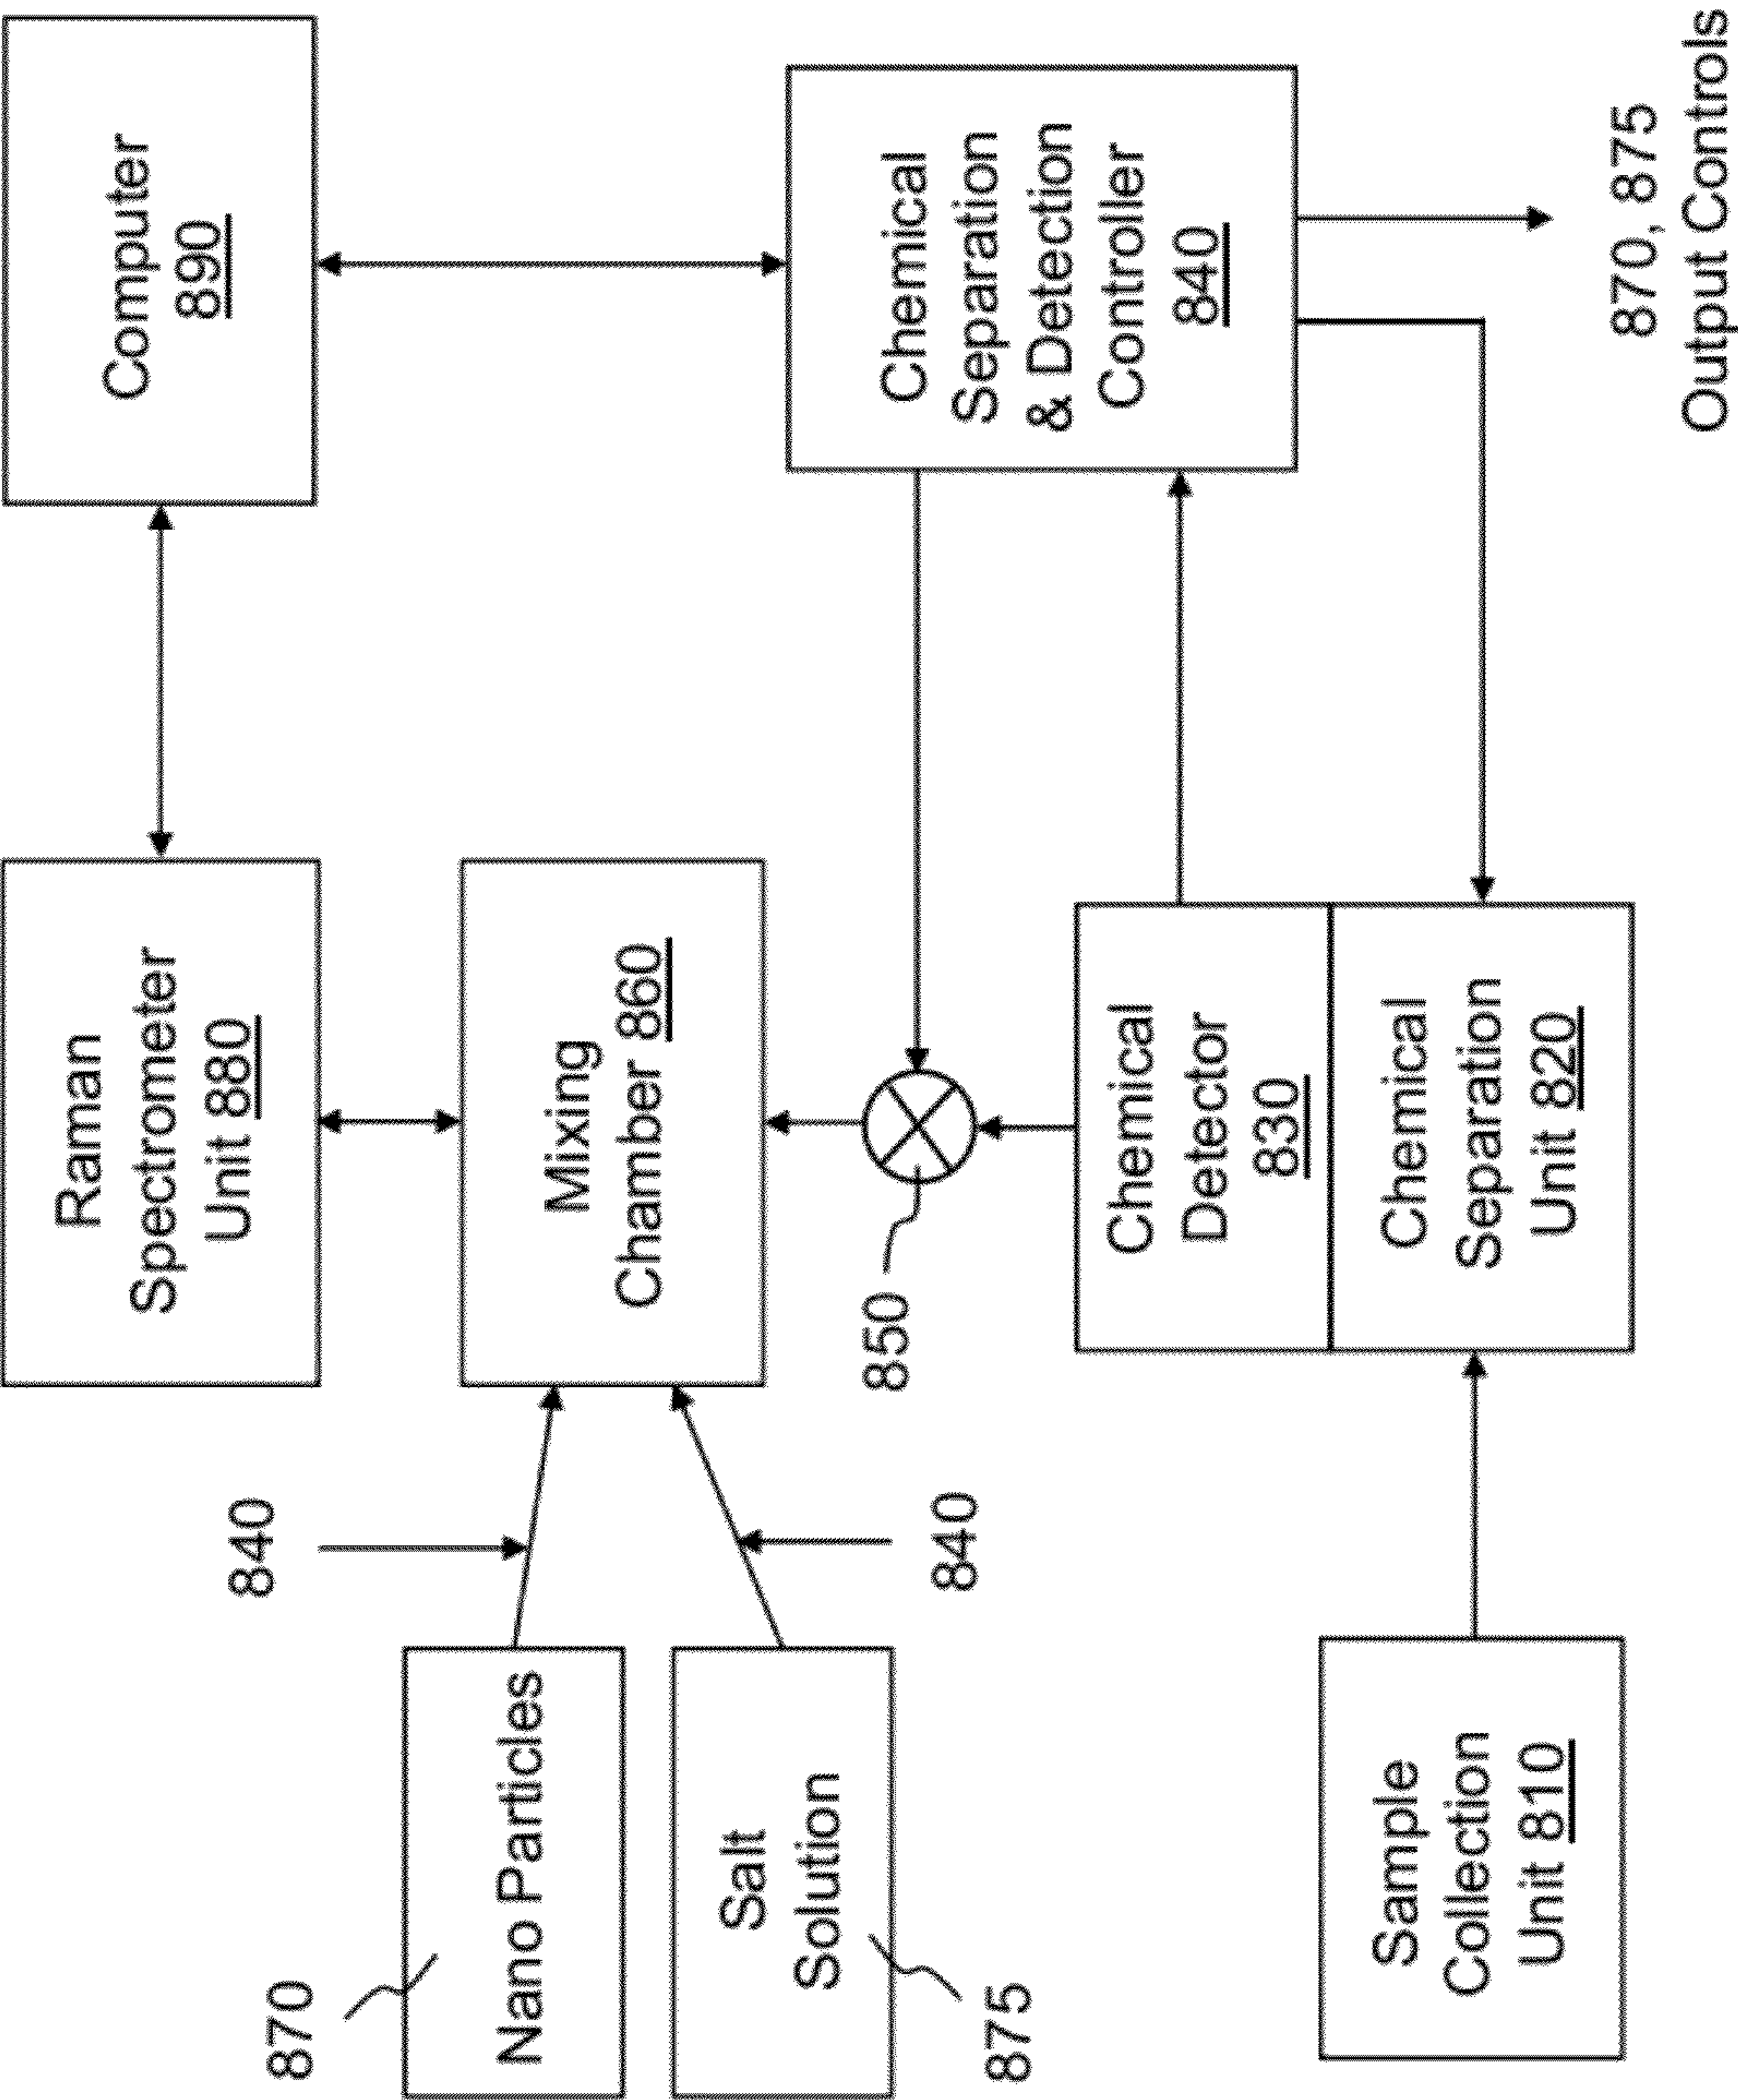 870
Nano Particles
840
Raman
Spectrometer
Unit 880
Computer
890
Salt
Solution
875
840
Mixing
Chamber 860
850
Chemical
Separation
& Detection
Controller
840
Sample
Collection
Unit 810
Chemical
Detector
830
Chemical
Separation
Unit 820
870, 875
Output Controls